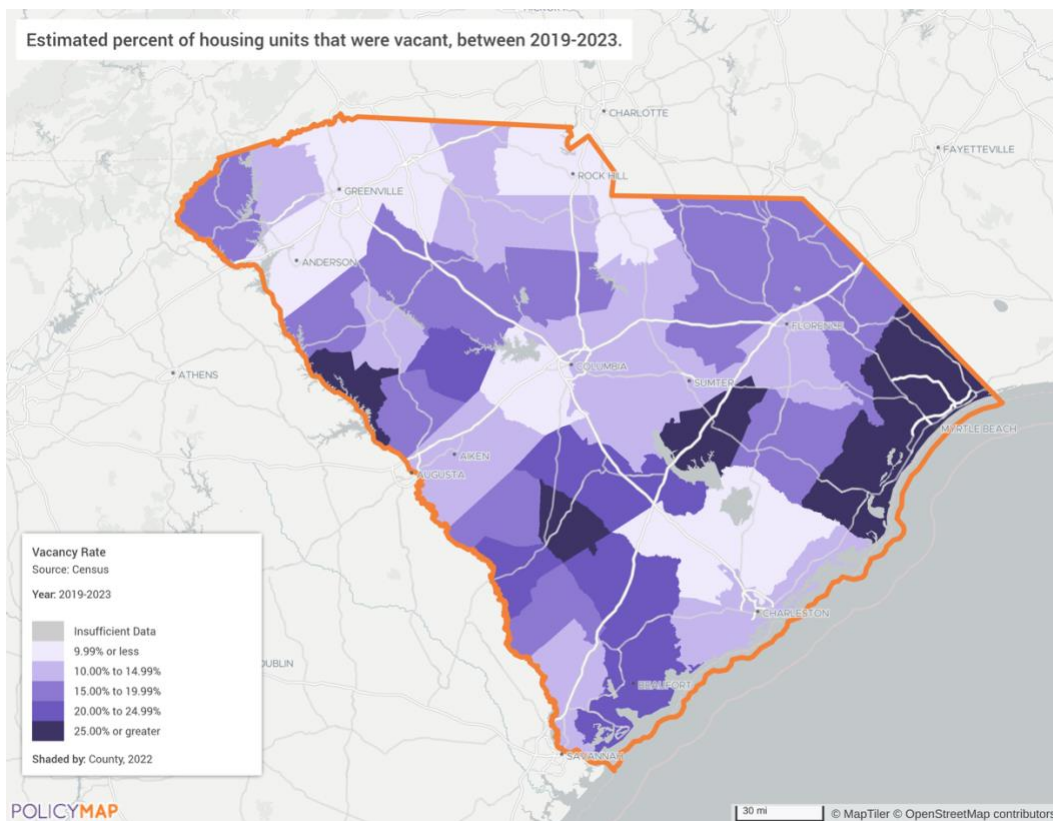 Estimated percent of housing units that were vacant, between 2019-2023.
CHARLOTTE
FAYETTEVILLE
ROCK HILL
GREENVILLE
ANDERSON
FLORENCE
ATHENS
COLUMBIA
SUMTER
MYRTLE BEACH
AIKEN
AUGUSTA
CHARLESTON
DUBLIN
BEAUFORT
SAVANNAH
Vacancy Rate
Source: Census
Year: 2019-2023
Insufficient Data
9.99% or less
10.00% to 14.99%
15.00% to 19.99%
20.00% to 24.99%
25.00% or greater
Shaded by: County, 2022
POLICYMAP
30 mi
© MapTiler © OpenStreetMap contributors